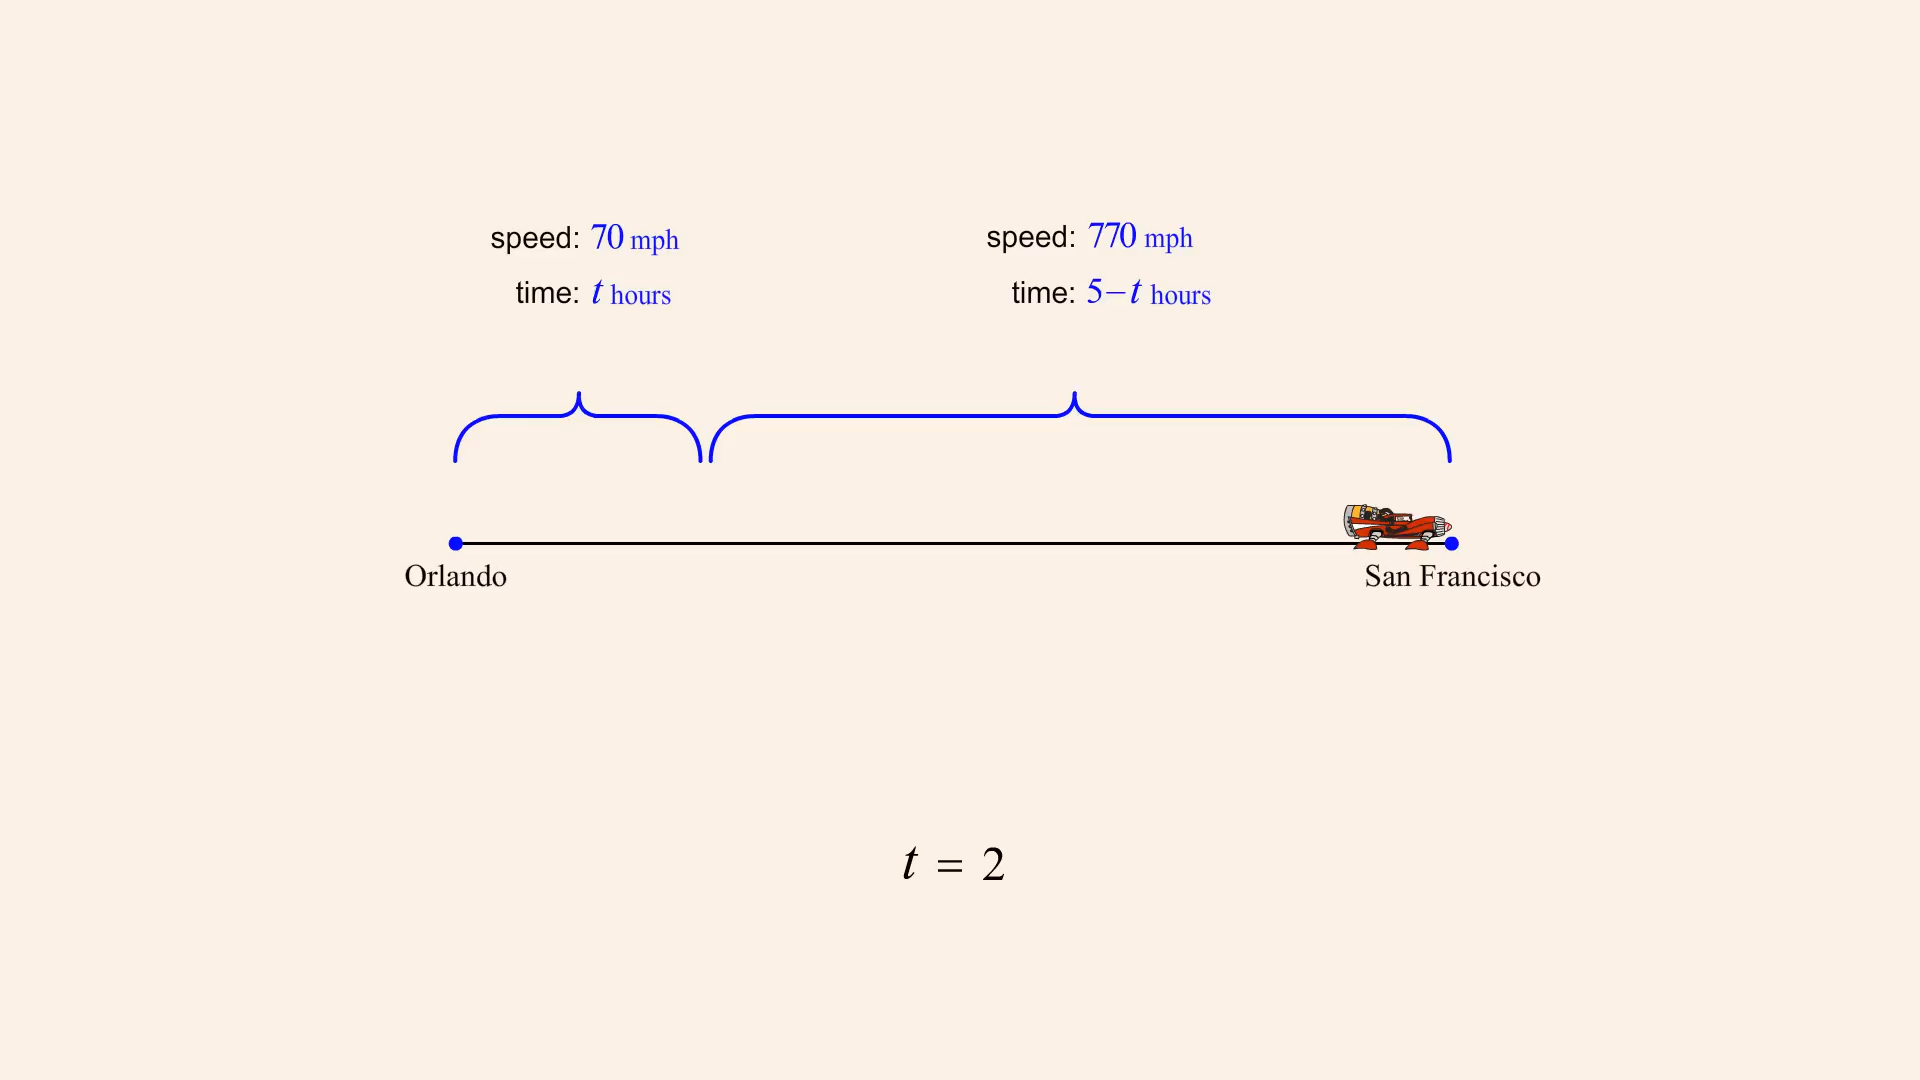 speed: 70 mph
time: t hours
speed: 770 mph
time: 5−t hours
Orlando
San Francisco
t = 2